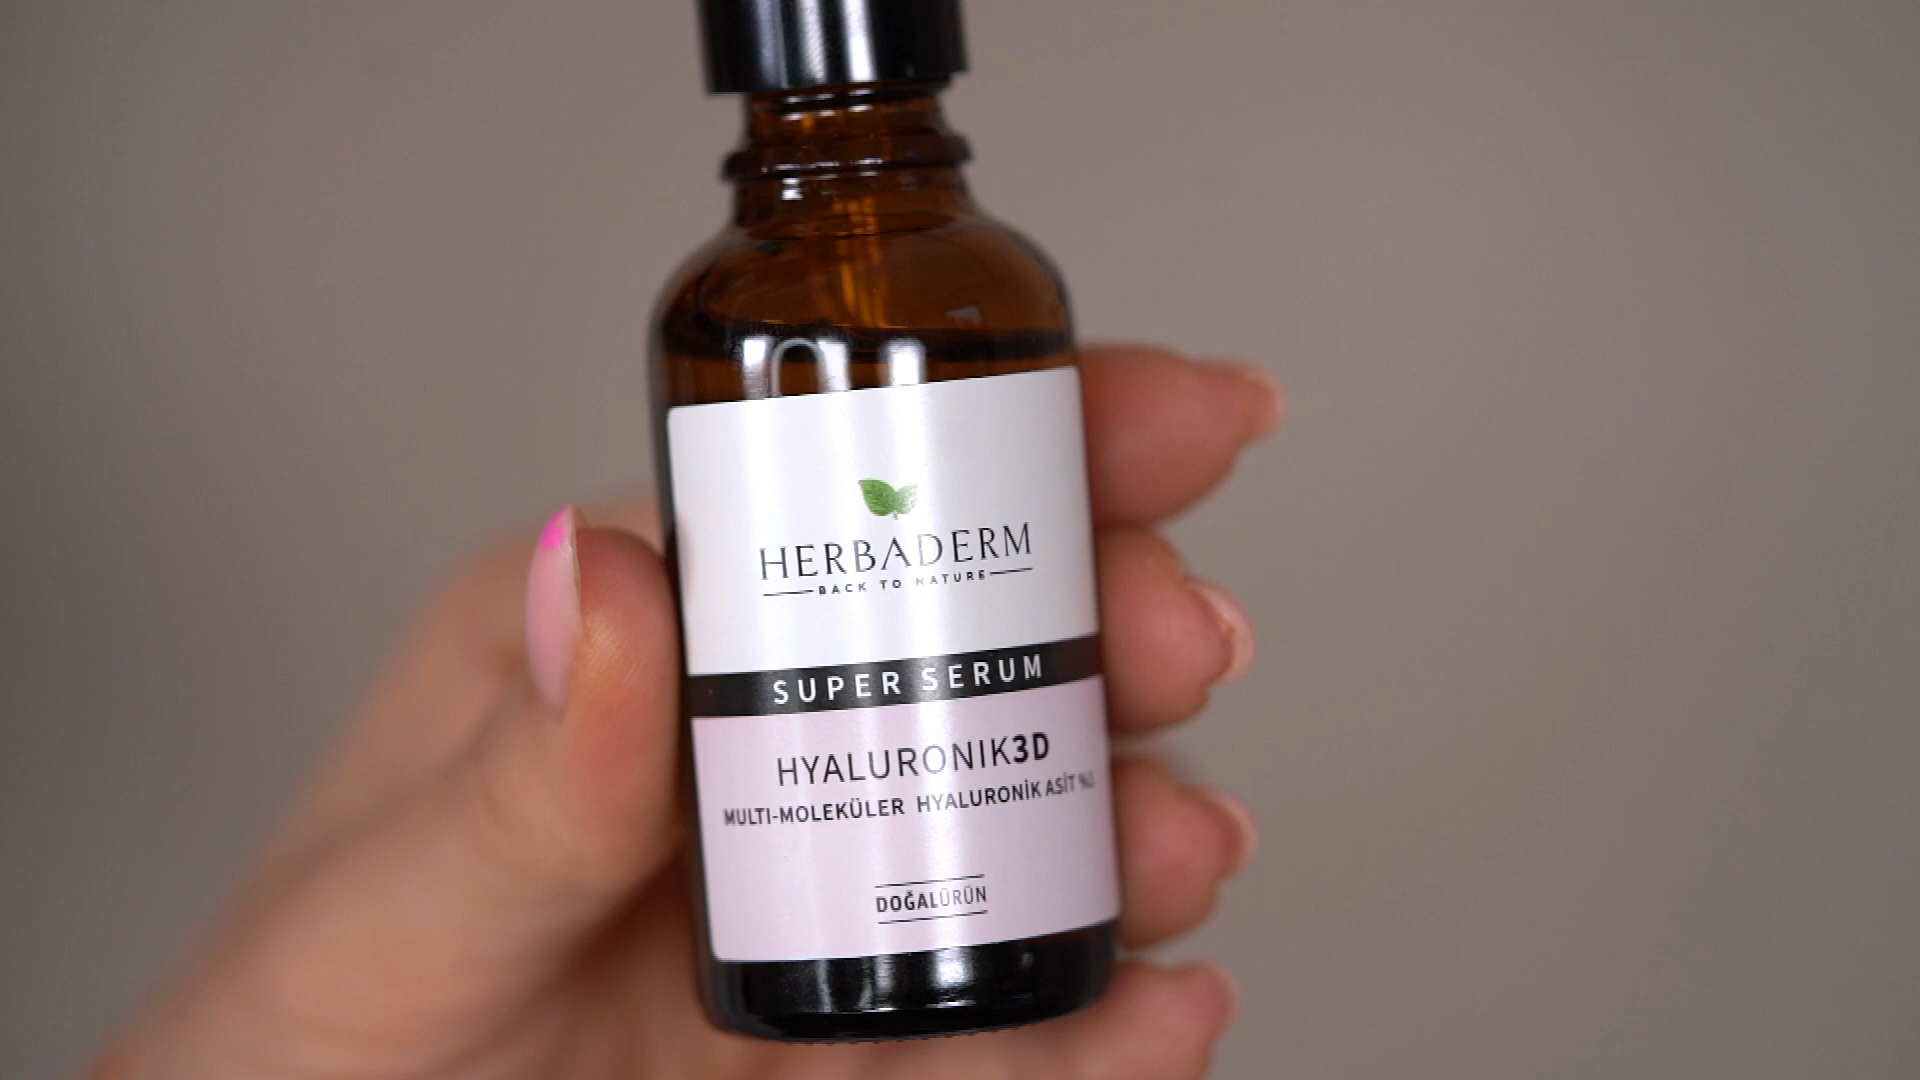 HERBADERM
BACK TO NATURE
SUPER SERUM
HYALURONIK3D
MULTI-MOLEKÜLER HYALURONİK ASİT
DOĞALÜRÜN